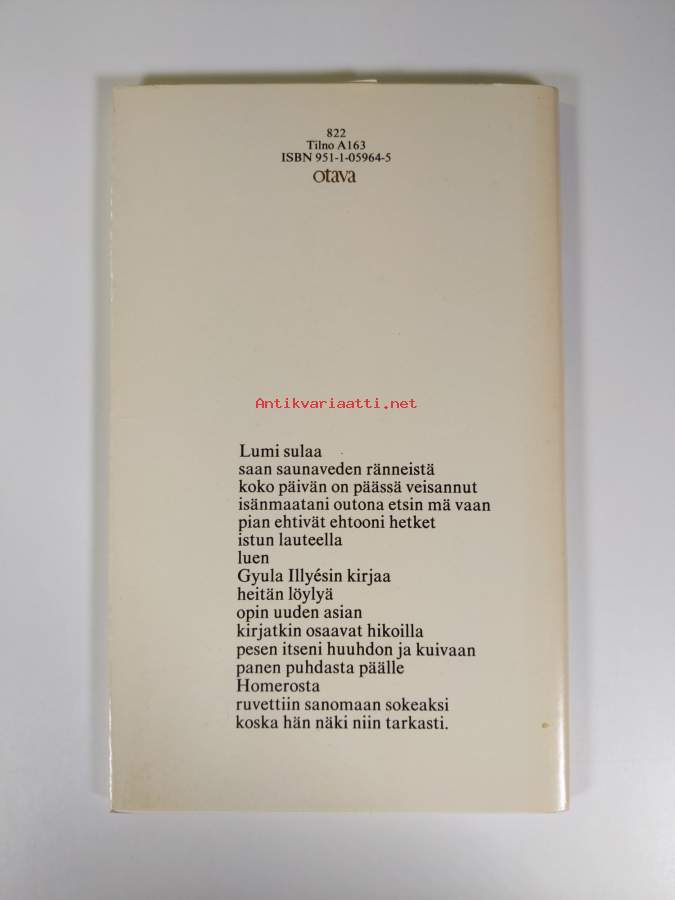 822
Tilno A163
ISBN 951-1-05964-5
otava
Antikvariaatti.net
Lumi sulaa
saan saunaveden ränneistä
koko päivän on päässä veisannut
isänmaatani outona etsin mä vaan
pian ehtivät ehtooni hetket
istun lauteella
luen
Gyula Illyésin kirjaa
heitän löylyä
opin uuden asian
kirjatkin osaavat hikoilla
pesen itseni huuhdon ja kuivaan
panen puhdasta päälle
Homerosta
ruvettiin sanomaan sokeaksi
koska hän näki niin tarkasti.